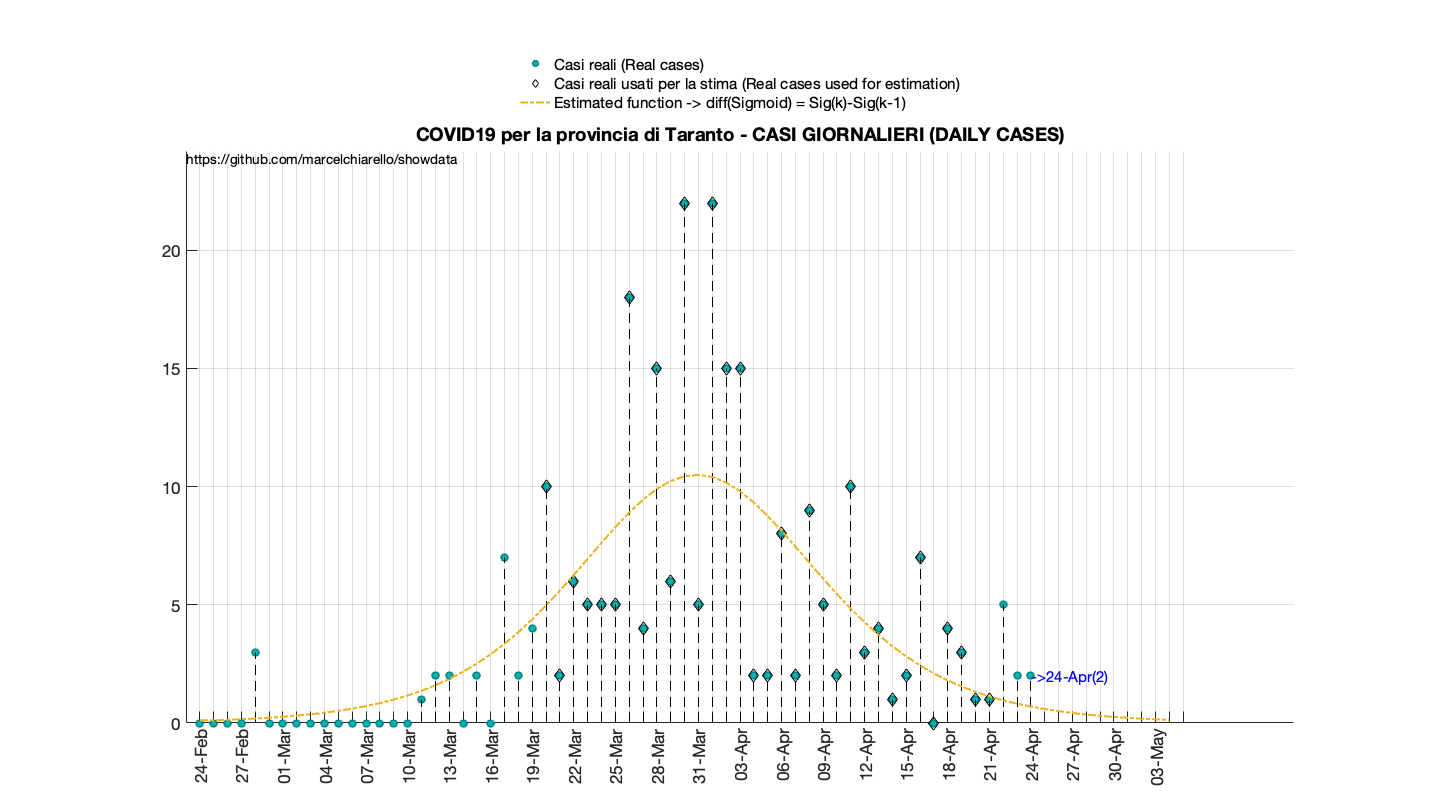 Casi reali (Real cases)
Casi reali usati per la stima (Real cases used for estimation)
Estimated function -> diff(Sigmoid) = Sig(k)-Sig(k-1)
COVID19 per la provincia di Taranto - CASI GIORNALIERI (DAILY CASES)
https://github.com/marcelchiarello/showdata
20
15
10
5
0
->24-Apr(2)
24-Feb
27-Feb
01-Mar
04-Mar
07-Mar
10-Mar
13-Mar
16-Mar
19-Mar
22-Mar
25-Mar
28-Mar
31-Mar
03-Apr
06-Apr
09-Apr
12-Apr
15-Apr
18-Apr
21-Apr
24-Apr
27-Apr
30-Apr
03-May